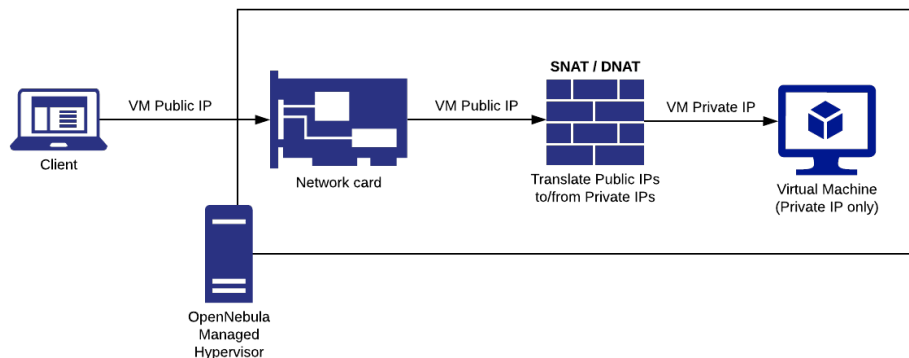 SNAT / DNAT
VM Public IP
VM Public IP
VM Private IP
Client
Network card
Translate Public IPs
to/from Private IPs
Virtual Machine
(Private IP only)
OpenNebula
Managed
Hypervisor